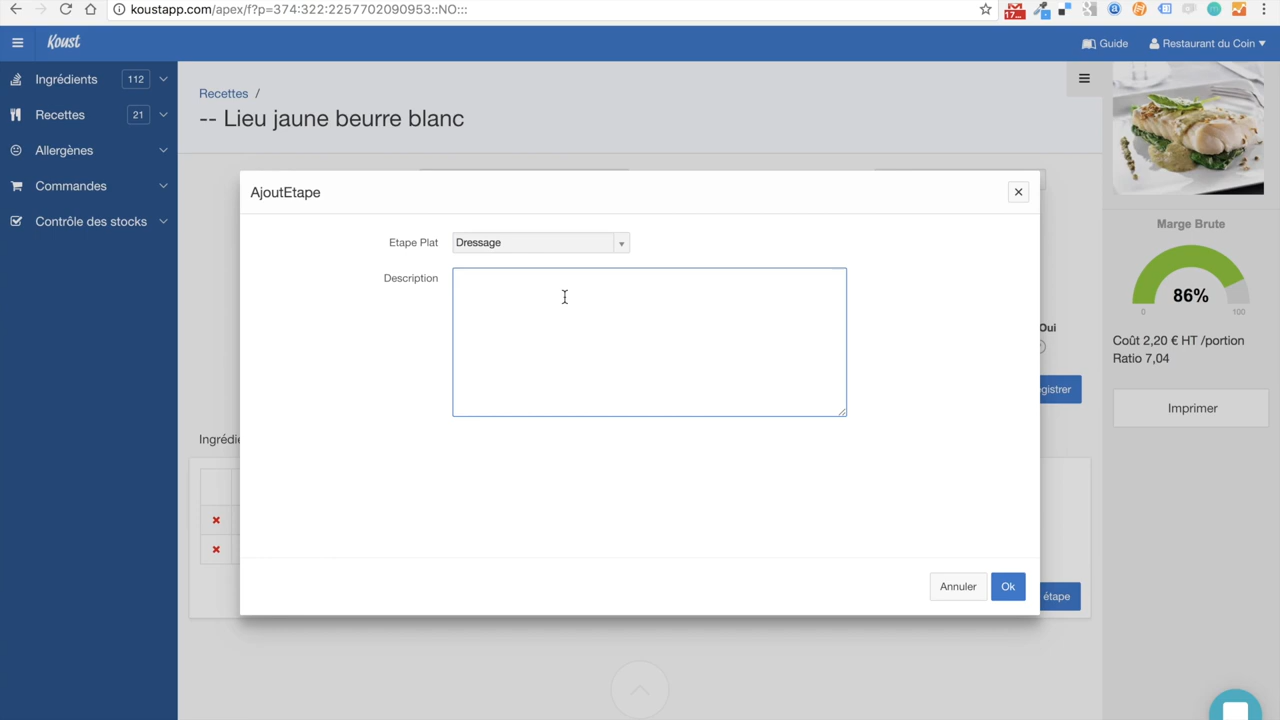 koustapp.com/apex/f?p=374:322:2257702090953::NO:::
17...
Koust
Guide
Restaurant du Coin
Ingrédients 112
Recettes 21
Allergènes
Commandes
Contrôle des stocks
Recettes /
-- Lieu jaune beurre blanc
AjoutEtape
Etape Plat Dressage
Description
Annuler Ok
Oui
étape
Marge Brute
86%
0 100
Coût 2,20 € HT /portion
Ratio 7,04
Imprimer